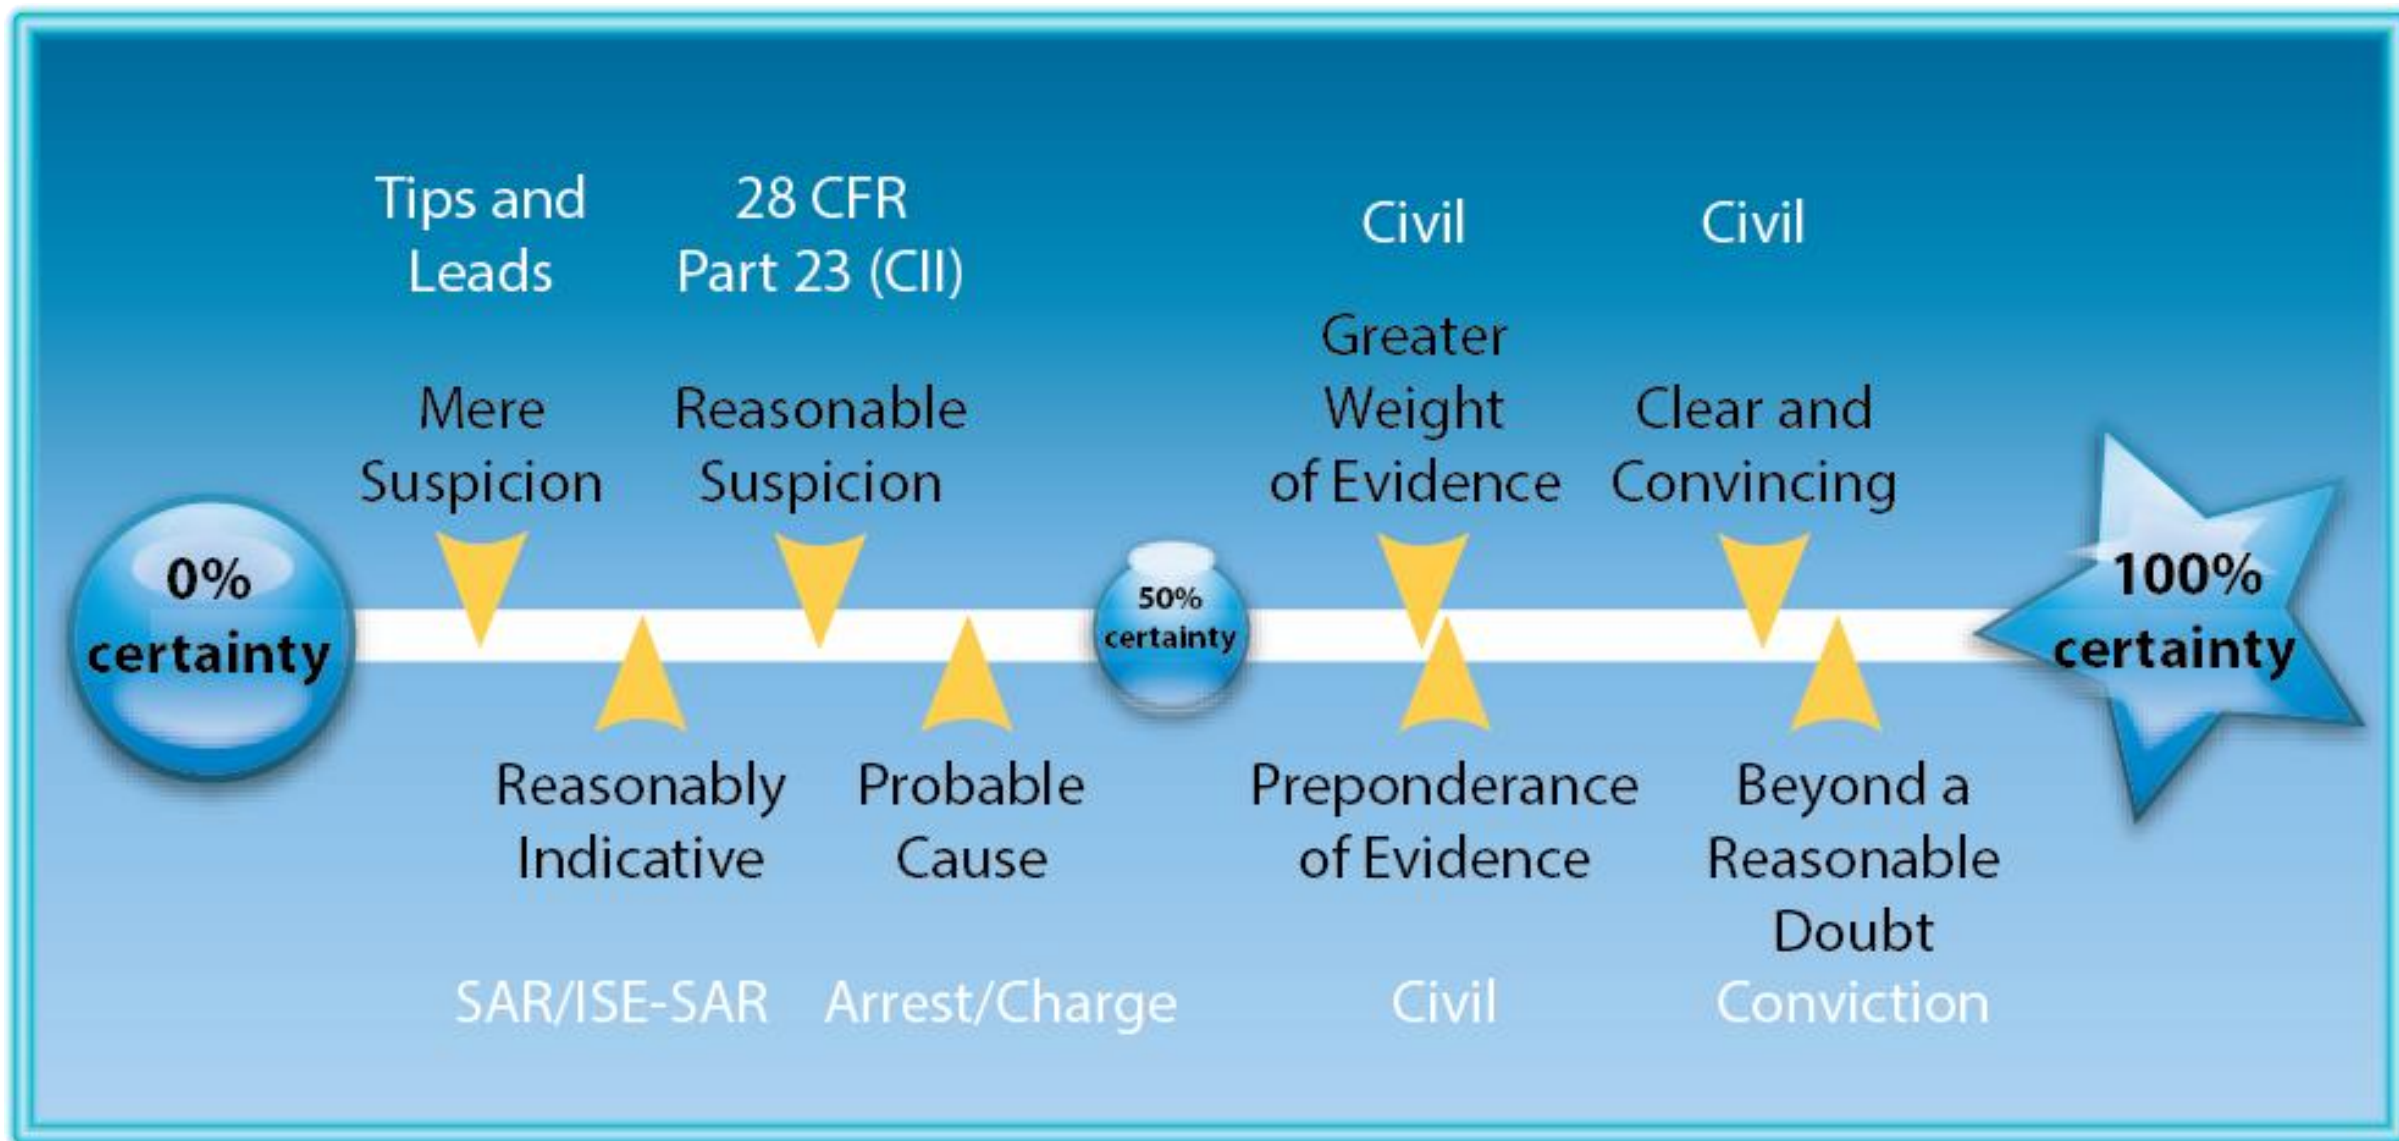 Tips and
Leads
28 CFR
Part 23 (CII)
Civil
Civil
Mere
Suspicion
Reasonable
Suspicion
Greater
Weight
of Evidence
Clear and
Convincing
0%
certainty
50%
certainty
100%
certainty
Reasonably
Indicative
Probable
Cause
Preponderance
of Evidence
Beyond a
Reasonable
Doubt
SAR/ISE-SAR
Arrest/Charge
Civil
Conviction